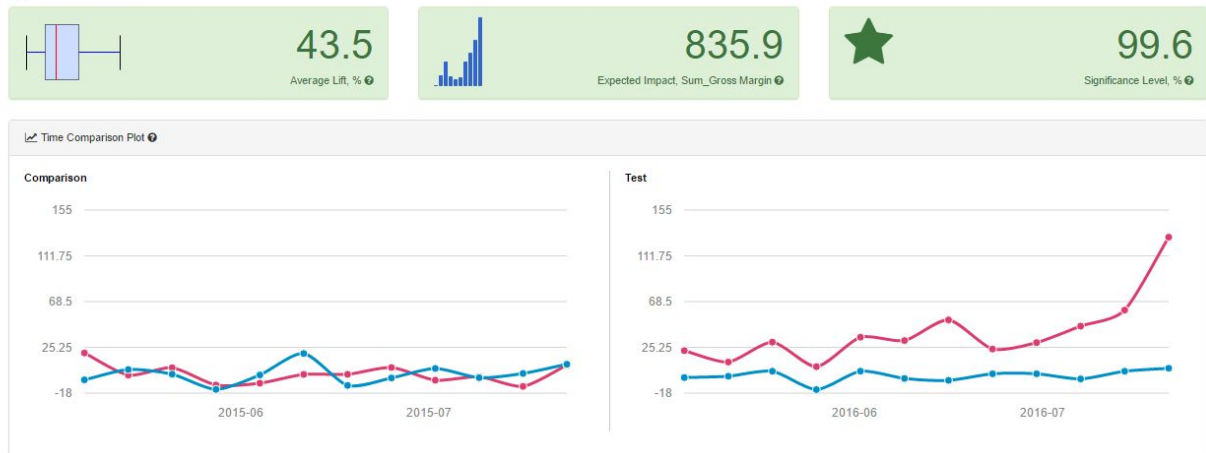 43.5
Average Lift, %
835.9
Expected Impact, Sum_Gross Margin
99.6
Significance Level, %
Time Comparison Plot
Comparison
155
111.75
68.5
25.25
-18
2015-06 2015-07
Test
155
111.75
68.5
25.25
-18
2016-06 2016-07